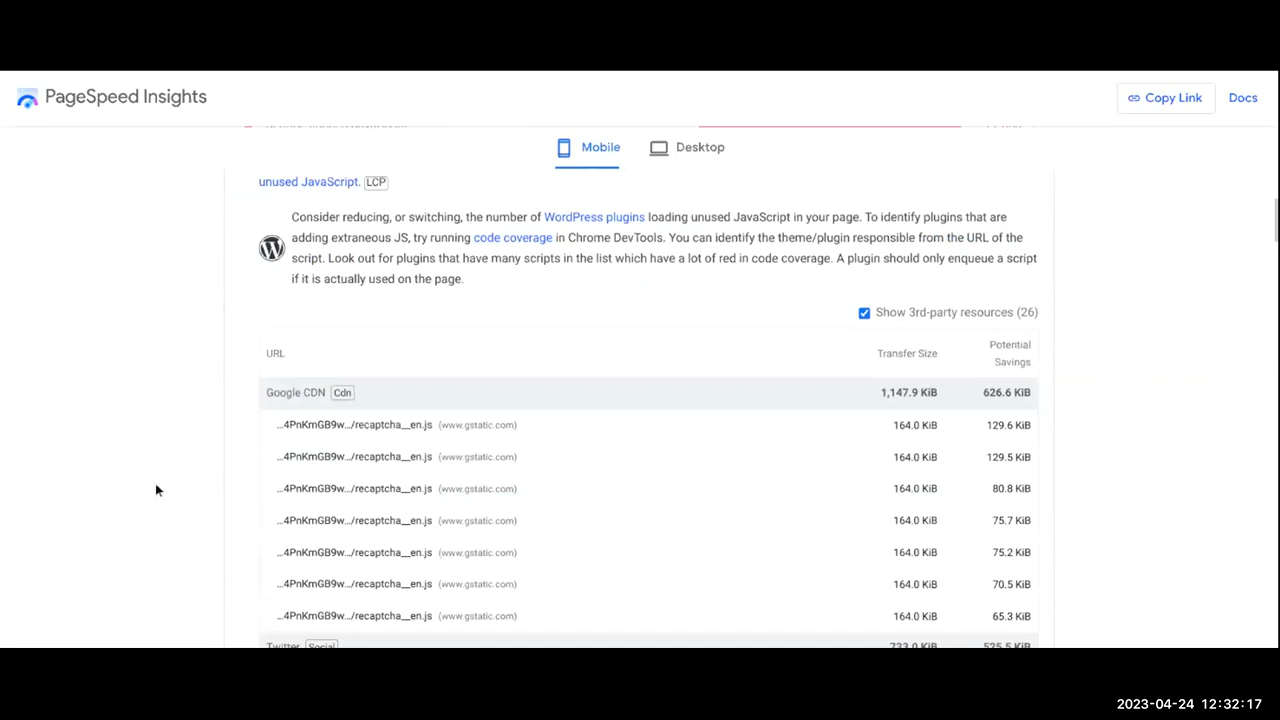 PageSpeed Insights
Copy Link
Docs
Mobile
Desktop
unused JavaScript. LCP
Consider reducing, or switching, the number of WordPress plugins loading unused JavaScript in your page. To identify plugins that are
adding extraneous JS, try running code coverage in Chrome DevTools. You can identify the theme/plugin responsible from the URL of the
script. Look out for plugins that have many scripts in the list which have a lot of red in code coverage. A plugin should only enqueue a script
if it is actually used on the page.
Show 3rd-party resources (26)
URL Transfer Size Potential Savings
Google CDN Cdn 1,147.9 KiB 626.6 KiB
…4PnKmGB9w…/recaptcha__en.js (www.gstatic.com) 164.0 KiB 129.6 KiB
…4PnKmGB9w…/recaptcha__en.js (www.gstatic.com) 164.0 KiB 129.5 KiB
…4PnKmGB9w…/recaptcha__en.js (www.gstatic.com) 164.0 KiB 80.8 KiB
…4PnKmGB9w…/recaptcha__en.js (www.gstatic.com) 164.0 KiB 75.7 KiB
…4PnKmGB9w…/recaptcha__en.js (www.gstatic.com) 164.0 KiB 75.2 KiB
…4PnKmGB9w…/recaptcha__en.js (www.gstatic.com) 164.0 KiB 70.5 KiB
…4PnKmGB9w…/recaptcha__en.js (www.gstatic.com) 164.0 KiB 65.3 KiB
Twitter Social 733.0 KiB 525.5 KiB
2023-04-24 12:32:17